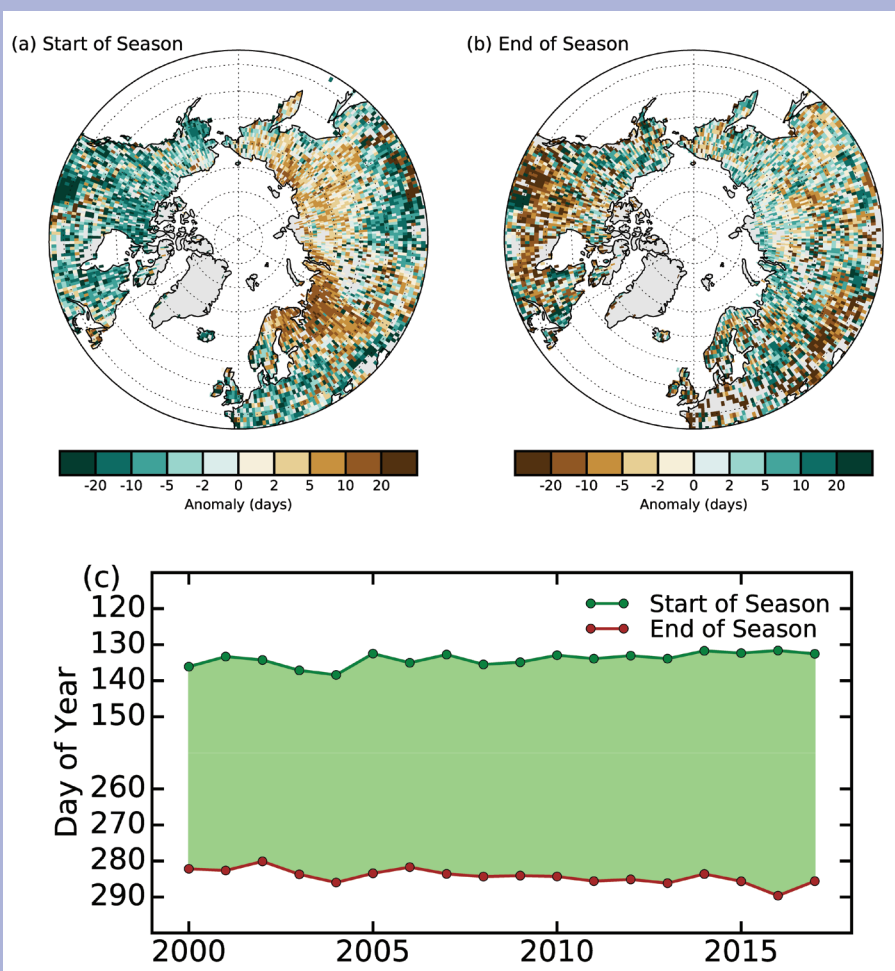 (a) Start of Season
(b) End of Season
-20 -10 -5 -2 0 2 5 10 20
Anomaly (days)
-20 -10 -5 -2 0 2 5 10 20
Anomaly (days)
(c)
Start of Season
End of Season
Day of Year
120
130
140
150
260
270
280
290
2000 2005 2010 2015